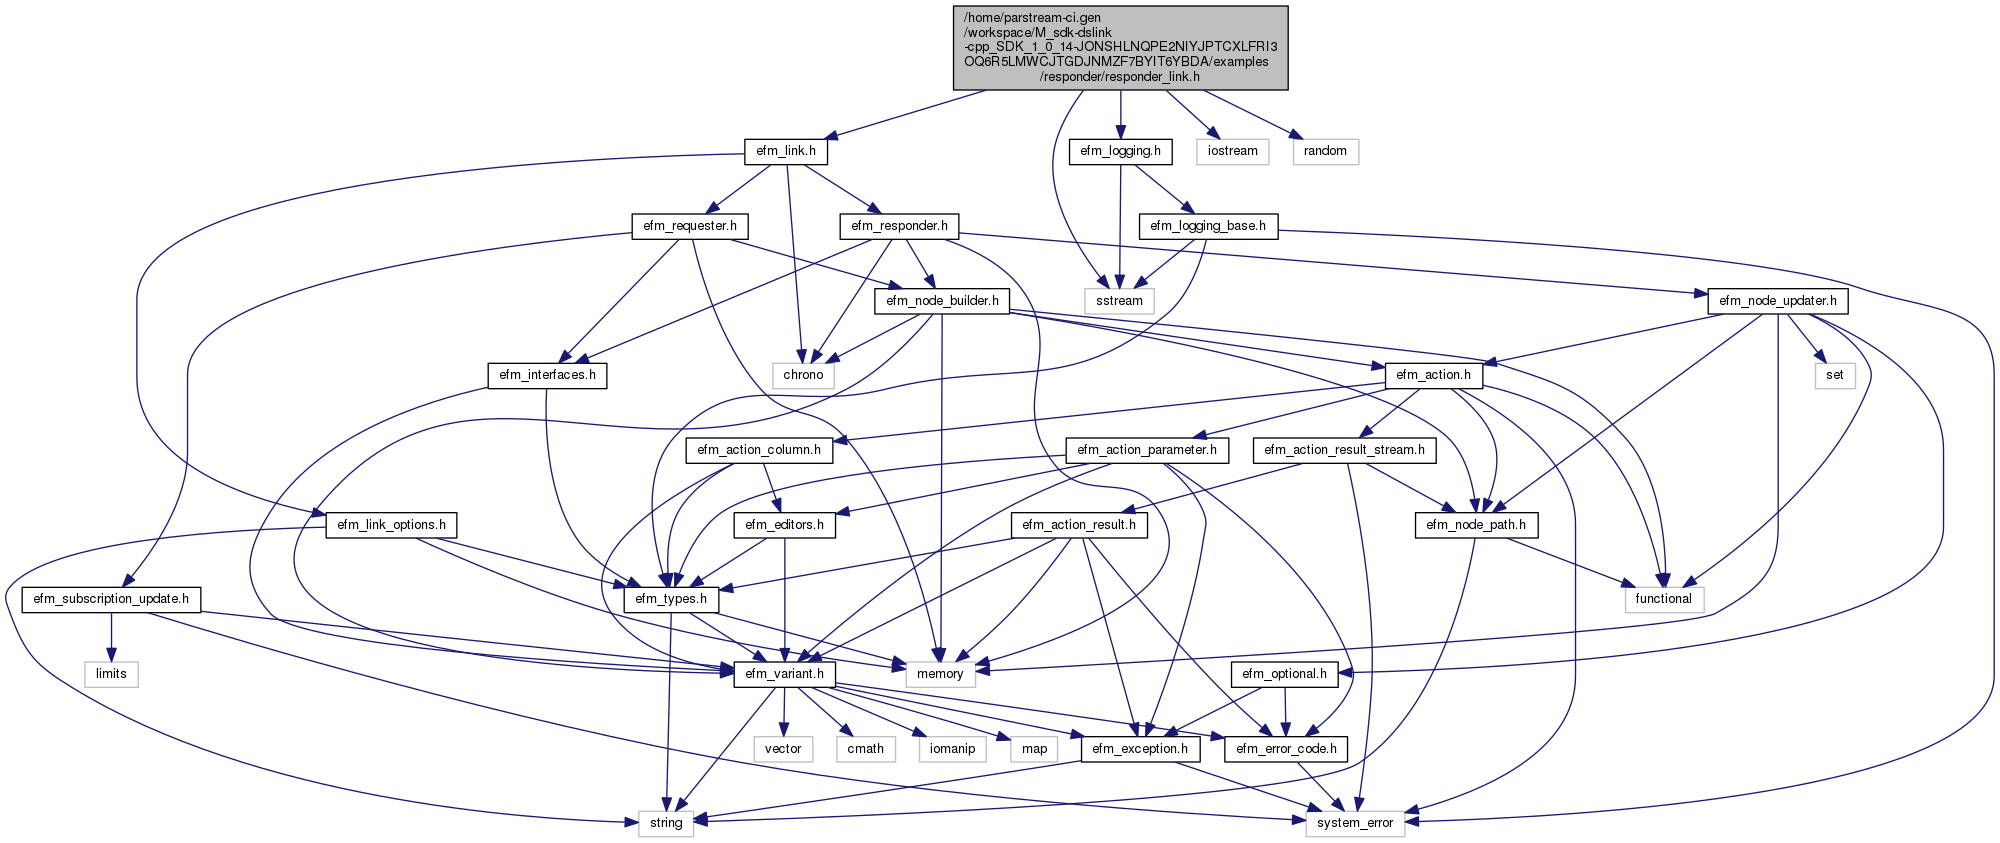 /home/parstream-ci.gen
/workspace/M_sdk-dslink
-cpp_SDK_1_0_14-JONSHLNQPE2NIYJPTCXLFRI3
OQ6R5LMWCJTGDJNMZF7BYIT6YBDA/examples
/responder/responder_link.h
efm_link.h
efm_logging.h
iostream
random
efm_requester.h
efm_responder.h
efm_logging_base.h
efm_node_builder.h
sstream
efm_node_updater.h
efm_interfaces.h
chrono
efm_action.h
set
efm_action_column.h
efm_action_parameter.h
efm_action_result_stream.h
efm_link_options.h
efm_editors.h
efm_action_result.h
efm_node_path.h
efm_subscription_update.h
efm_types.h
functional
limits
efm_variant.h
memory
efm_optional.h
vector
cmath
iomanip
map
efm_exception.h
efm_error_code.h
string
system_error